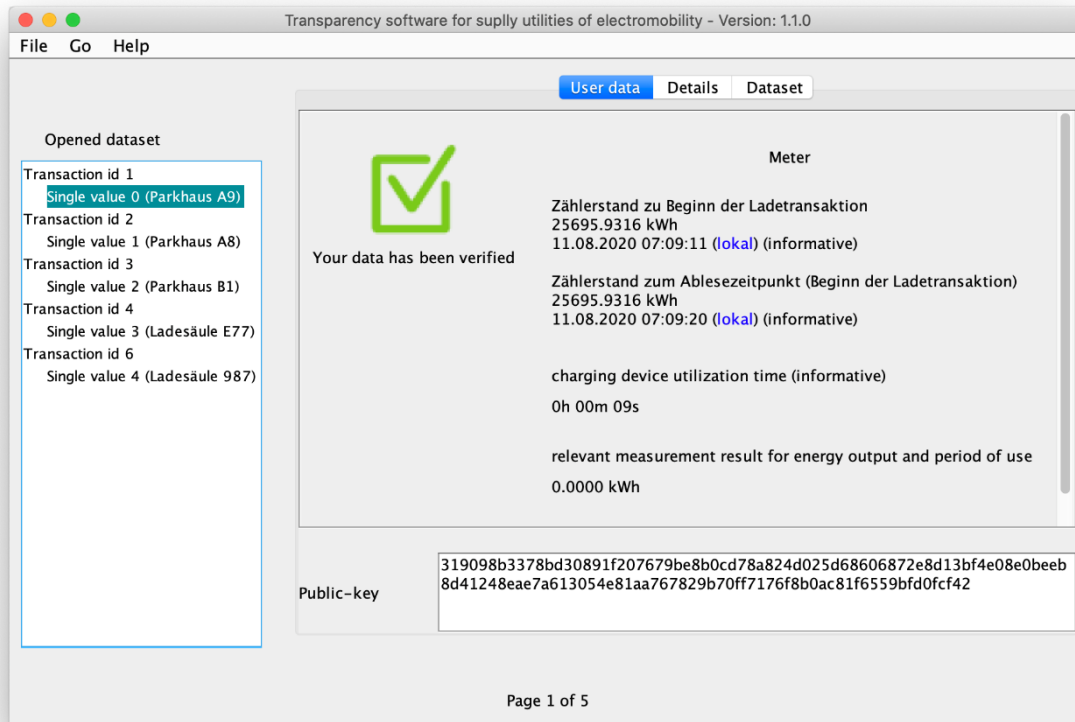 Transparency software for suplly utilities of electromobility - Version: 1.1.0
File Go Help
User data Details Dataset
Opened dataset
Transaction id 1
Single value 0 (Parkhaus A9)
Transaction id 2
Single value 1 (Parkhaus A8)
Transaction id 3
Single value 2 (Parkhaus B1)
Transaction id 4
Single value 3 (Ladesäule E77)
Transaction id 6
Single value 4 (Ladesäule 987)
Your data has been verified
Meter
Zählerstand zu Beginn der Ladetransaktion
25695.9316 kWh
11.08.2020 07:09:11 (lokal) (informative)
Zählerstand zum Ablesezeitpunkt (Beginn der Ladetransaktion)
25695.9316 kWh
11.08.2020 07:09:20 (lokal) (informative)
charging device utilization time (informative)
0h 00m 09s
relevant measurement result for energy output and period of use
0.0000 kWh
Public-key
319098b3378bd30891f207679be8b0cd78a824d025d68606872e8d13bf4e08e0beeb
8d41248eae7a613054e81aa767829b70ff7176f8b0ac81f6559bfd0fcf42
Page 1 of 5